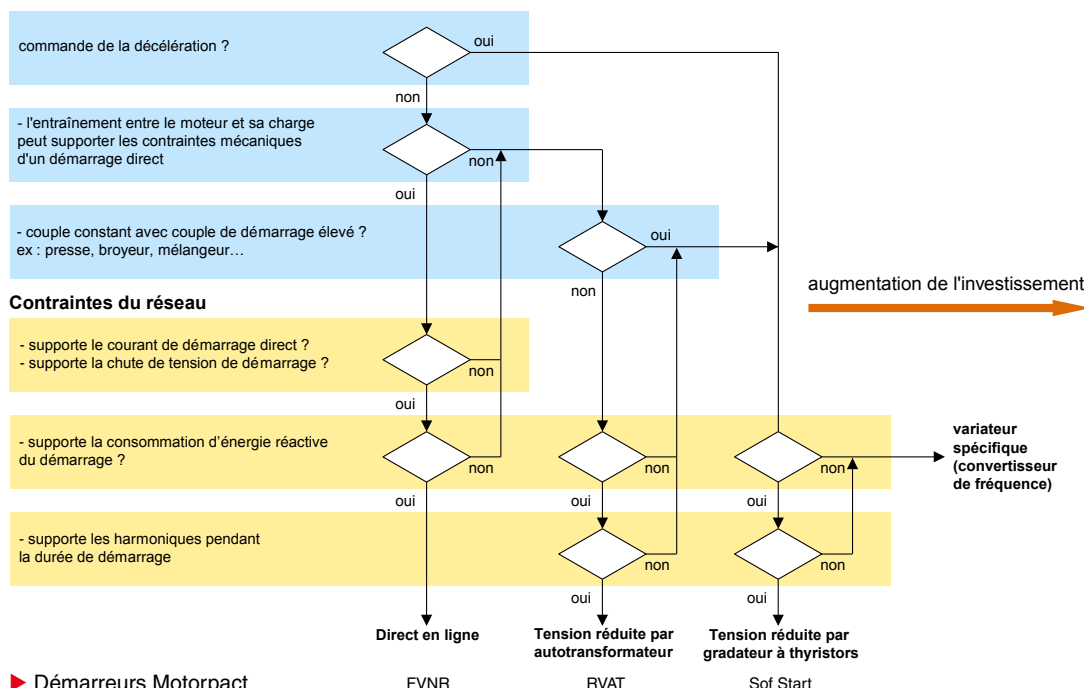 commande de la décélération ?
oui
non
- l'entraînement entre le moteur et sa charge
peut supporter les contraintes mécaniques
d'un démarrage direct
non
oui
- couple constant avec couple de démarrage élevé ?
ex : presse, broyeur, mélangeur…
oui
non
augmentation de l'investissement
Contraintes du réseau
- supporte le courant de démarrage direct ?
- supporte la chute de tension de démarrage ?
non
oui
- supporte la consommation d'énergie réactive
du démarrage ?
non
non
non
variateur
spécifique
(convertisseur
de fréquence)
oui
oui
oui
- supporte les harmoniques pendant
la durée de démarrage
non
non
oui
oui
Direct en ligne
Tension réduite par
autotransformateur
Tension réduite par
gradateur à thyristors
Démarreurs Motorpact
FVNR
RVAT
Sof Start